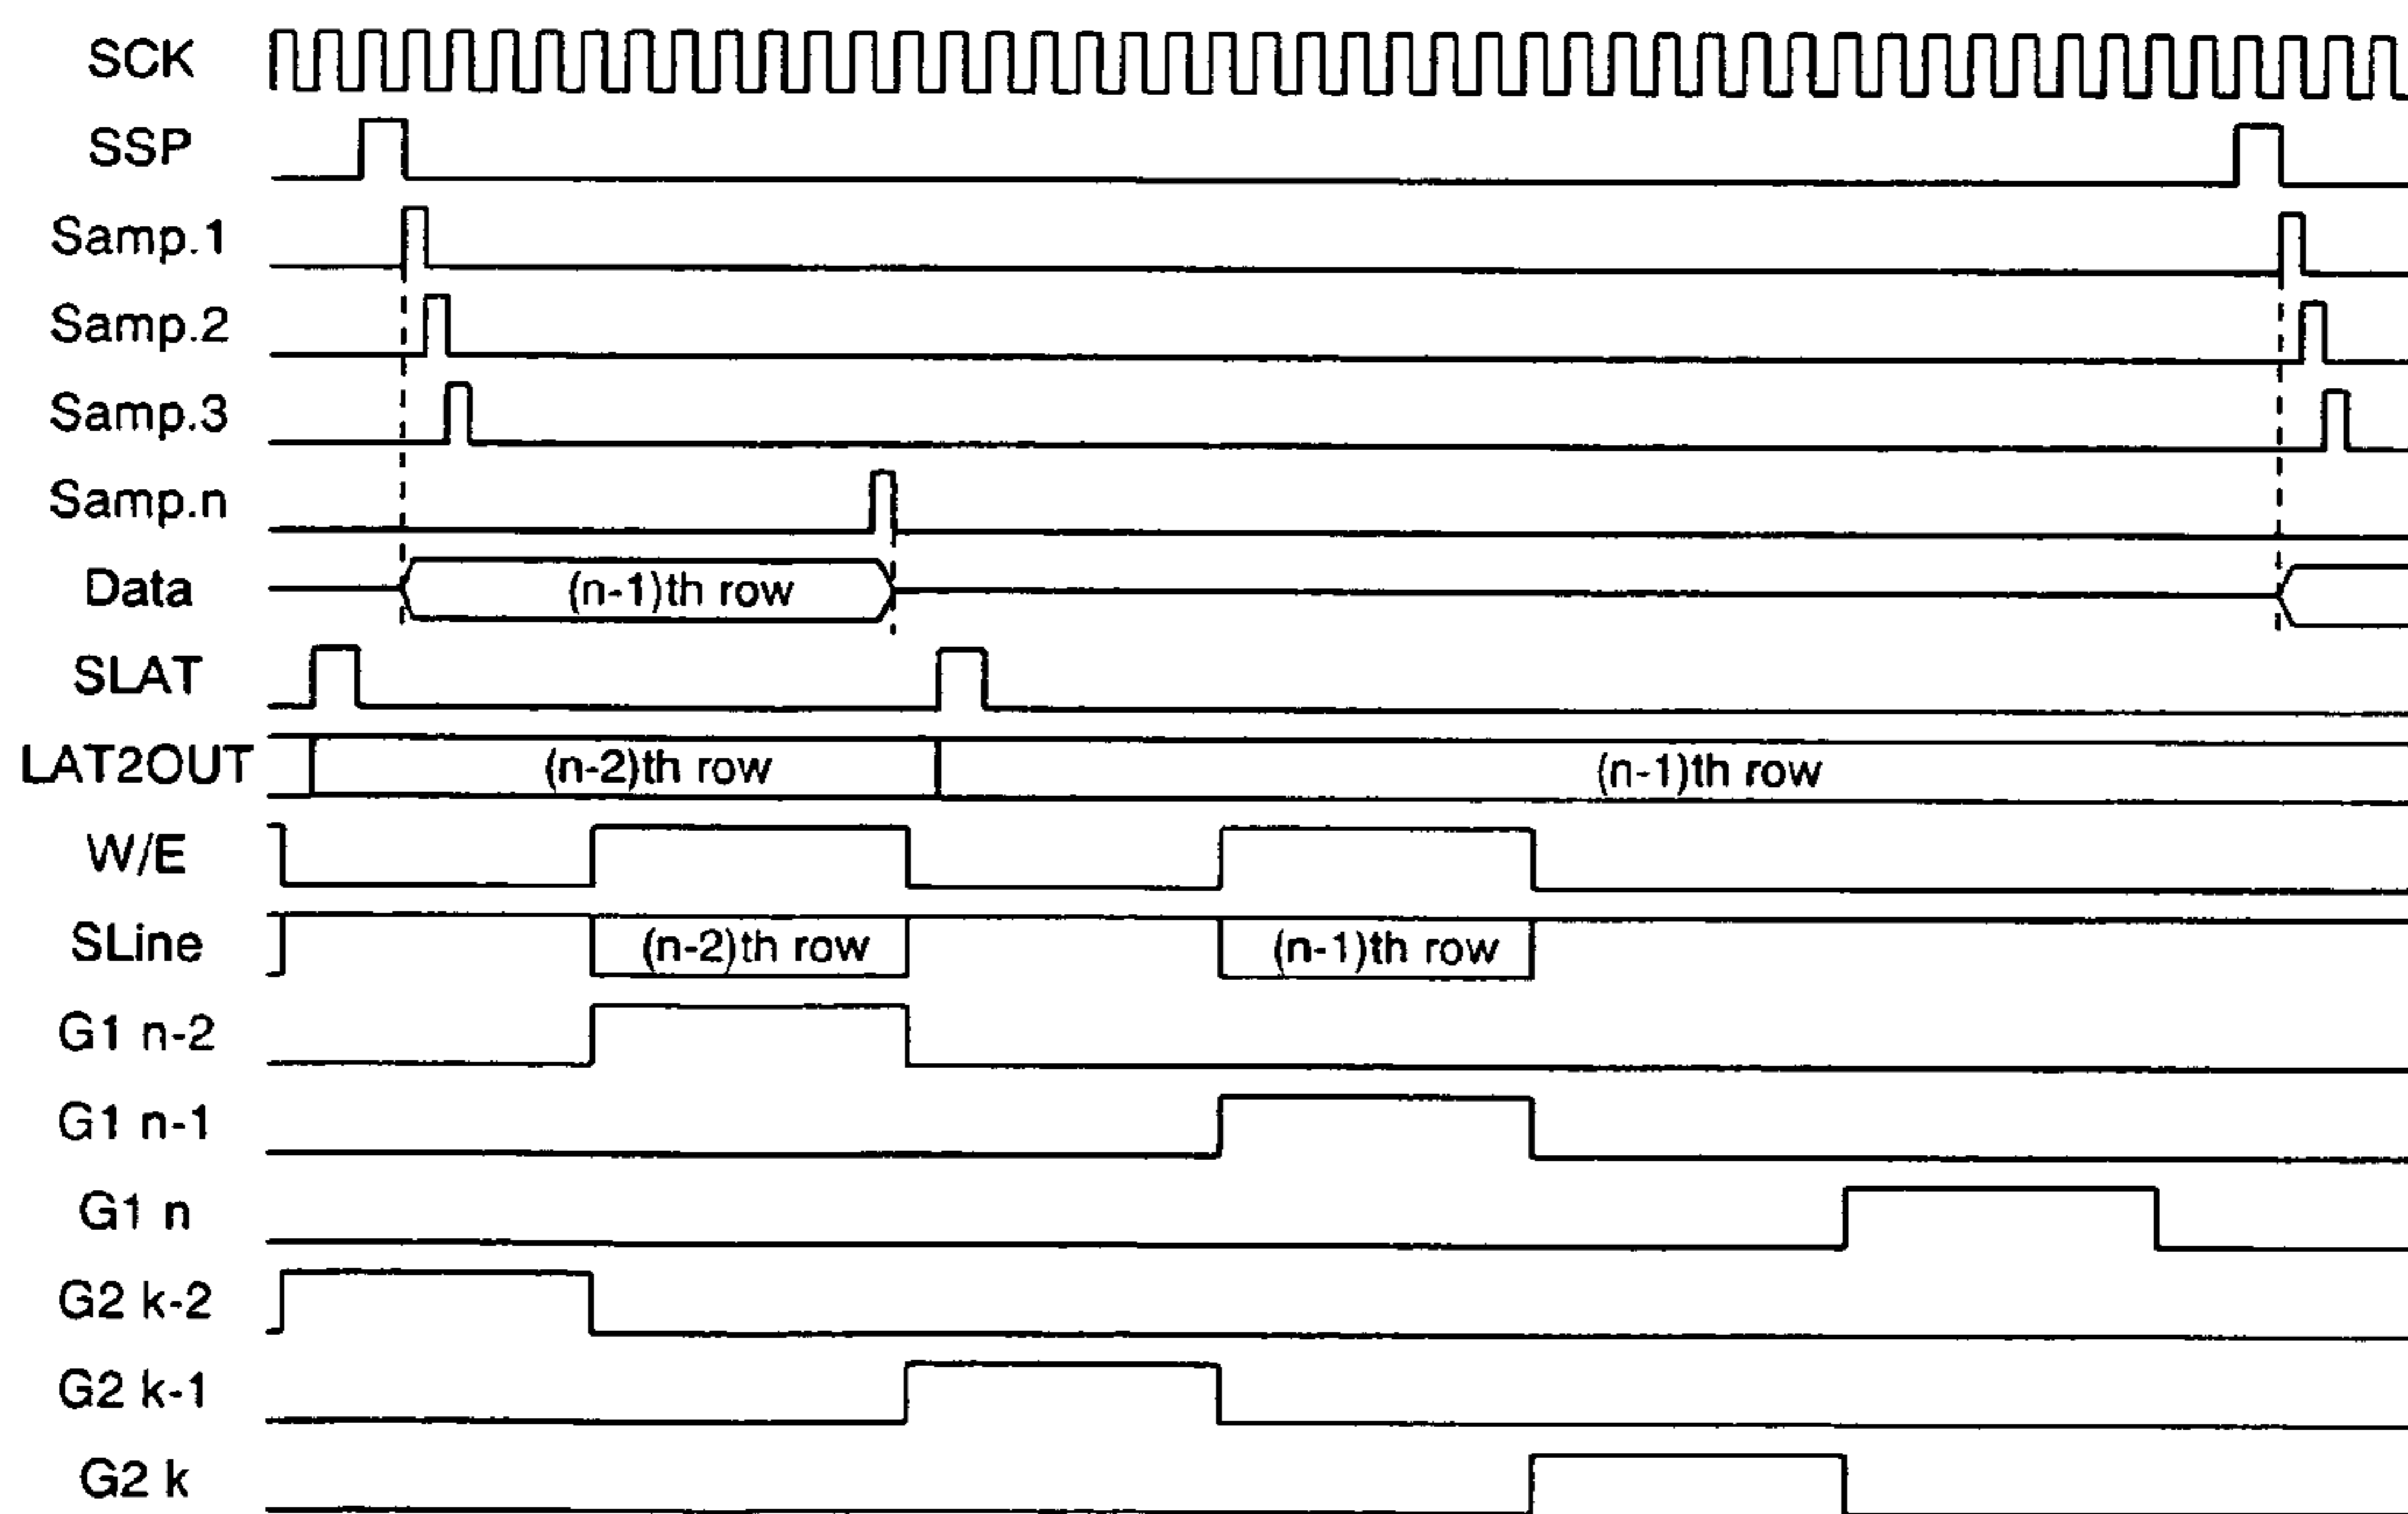 SCK
SSP
Samp.1
Samp.2
Samp.3
Samp.n
Data (n-1)th row
SLAT
LAT2OUT (n-2)th row (n-1)th row
W/E
SLine (n-2)th row (n-1)th row
G1 n-2
G1 n-1
G1 n
G2 k-2
G2 k-1
G2 k